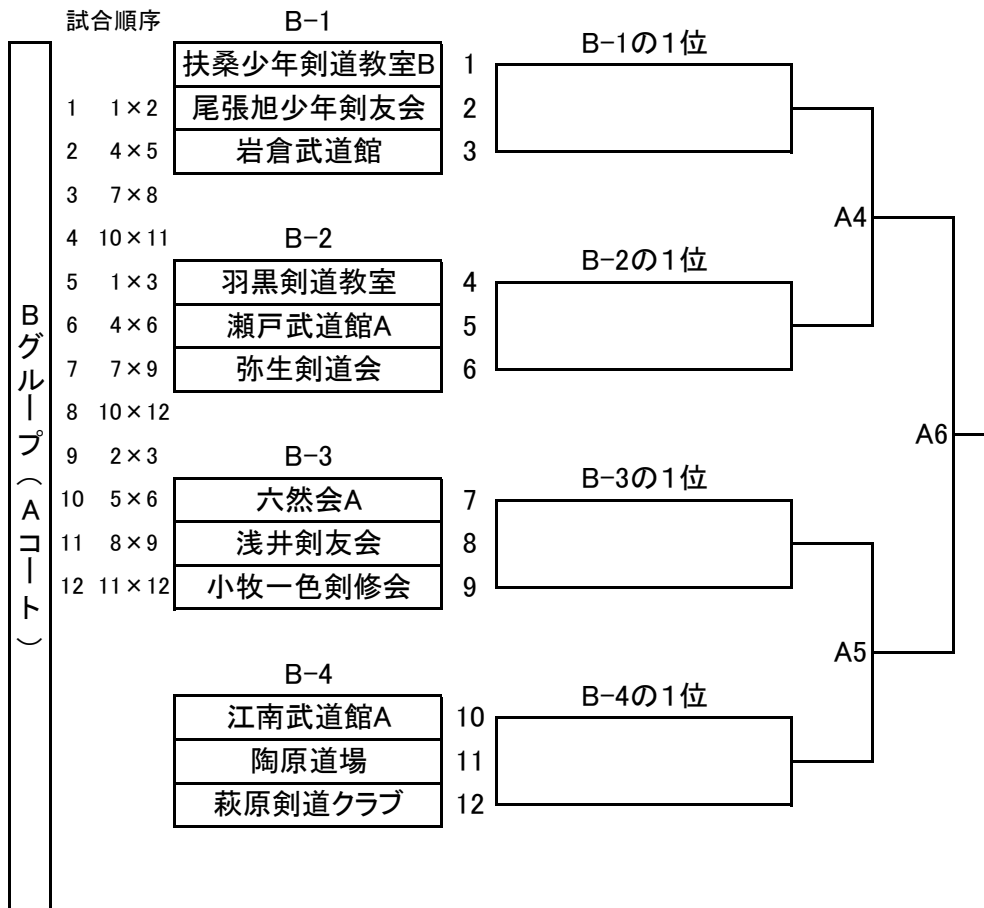 試合順序 B-1
扶桑少年剣道教室B 1 B-1の1位
1 1×2 尾張旭少年剣友会 2
2 4×5 岩倉武道館 3
3 7×8
4 10×11 B-2
5 1×3 羽黒剣道教室 4 B-2の1位
6 4×6 瀬戸武道館A 5
7 7×9 弥生剣道会 6
8 10×12
9 2×3 B-3
10 5×6 六然会A 7 B-3の1位
11 8×9 浅井剣友会 8
12 11×12 小牧一色剣修会 9
B-4
江南武道館A 10 B-4の1位
陶原道場 11
萩原剣道クラブ 12
Bグループ(Aコート)
A4
A6
A5